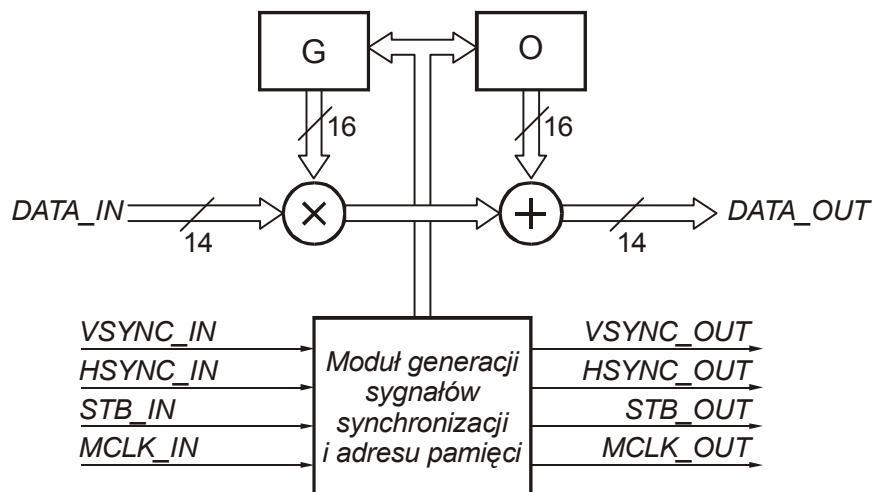 G
O
16
16
DATA_IN
×
+
DATA_OUT
14
14
VSYNC_IN
VSYNC_OUT
HSYNC_IN
HSYNC_OUT
STB_IN
STB_OUT
MCLK_IN
MCLK_OUT
Moduł generacji
sygnałów
synchronizacji
i adresu pamięci